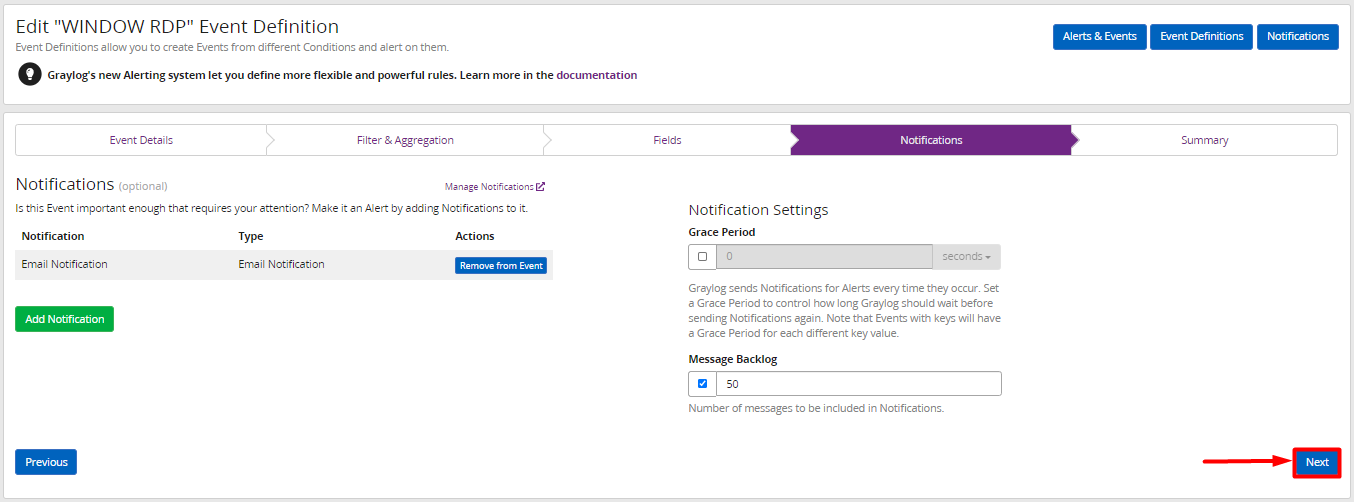 Edit "WINDOW RDP" Event Definition
Event Definitions allow you to create Events from different Conditions and alert on them.
Alerts & Events Event Definitions Notifications
Graylog's new Alerting system let you define more flexible and powerful rules. Learn more in the documentation
Event Details Filter & Aggregation Fields Notifications Summary
Notifications (optional)
Manage Notifications
Is this Event important enough that requires your attention? Make it an Alert by adding Notifications to it.
Notification Type Actions
Email Notification Email Notification Remove from Event
Add Notification
Notification Settings
Grace Period
0 seconds
Graylog sends Notifications for Alerts every time they occur. Set
a Grace Period to control how long Graylog should wait before
sending Notifications again. Note that Events with keys will have
a Grace Period for each different key value.
Message Backlog
50
Number of messages to be included in Notifications.
Previous
Next